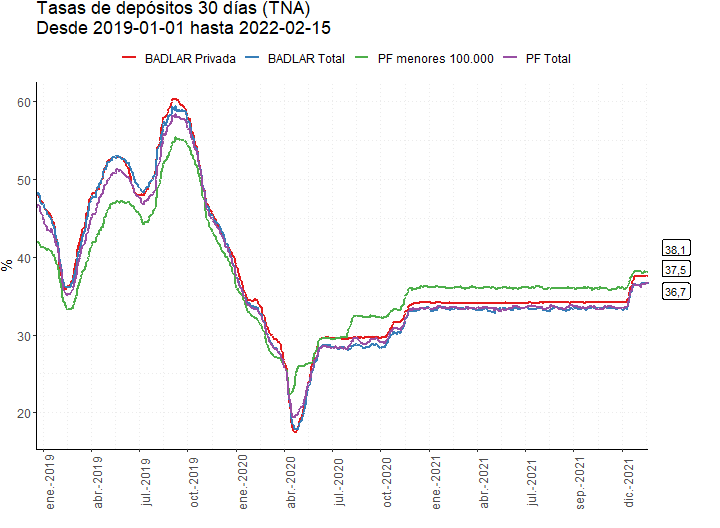 Tasas de depósitos 30 días (TNA)
Desde 2019-01-01 hasta 2022-02-15
BADLAR Privada BADLAR Total PF menores 100.000 PF Total
%
60
50
40
30
20
38,1
37,5
36,7
ene.-2019
abr.-2019
jul.-2019
oct.-2019
ene.-2020
abr.-2020
jul.-2020
oct.-2020
ene.-2021
abr.-2021
jun.-2021
sep.-2021
dic.-2021